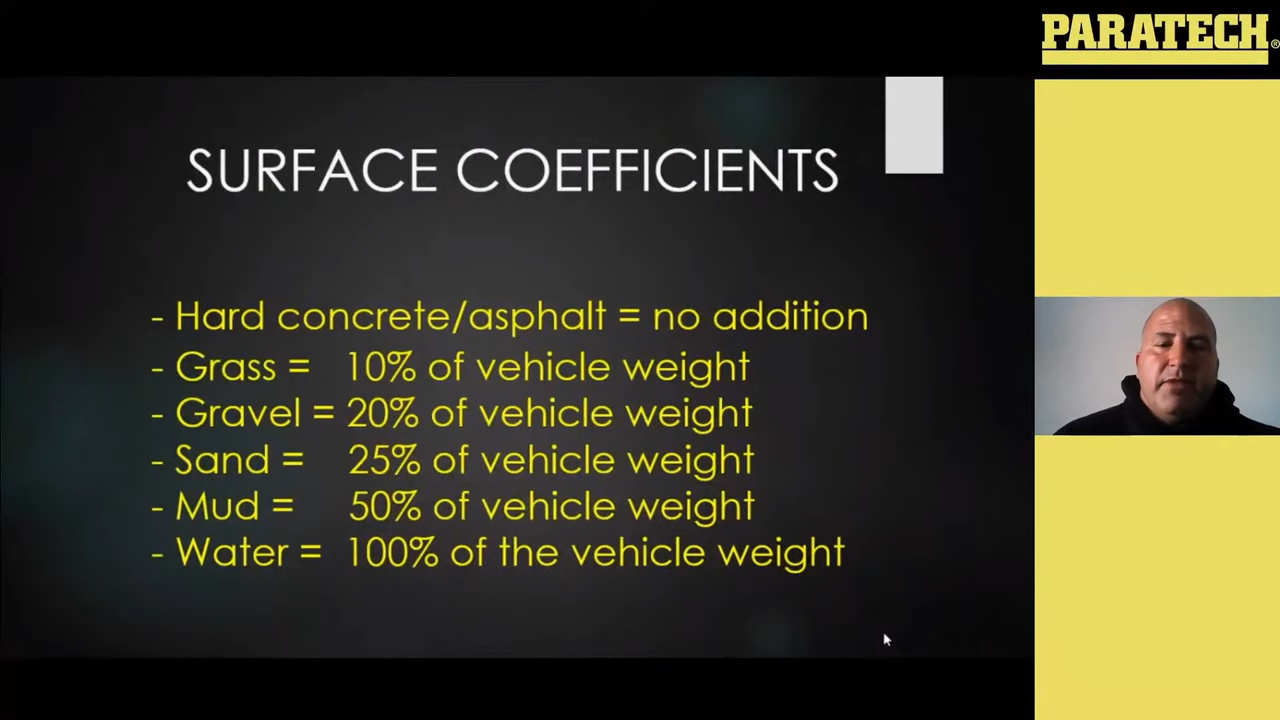 PARATECH®
SURFACE COEFFICIENTS
- Hard concrete/asphalt = no addition
- Grass = 10% of vehicle weight
- Gravel = 20% of vehicle weight
- Sand = 25% of vehicle weight
- Mud = 50% of vehicle weight
- Water = 100% of the vehicle weight